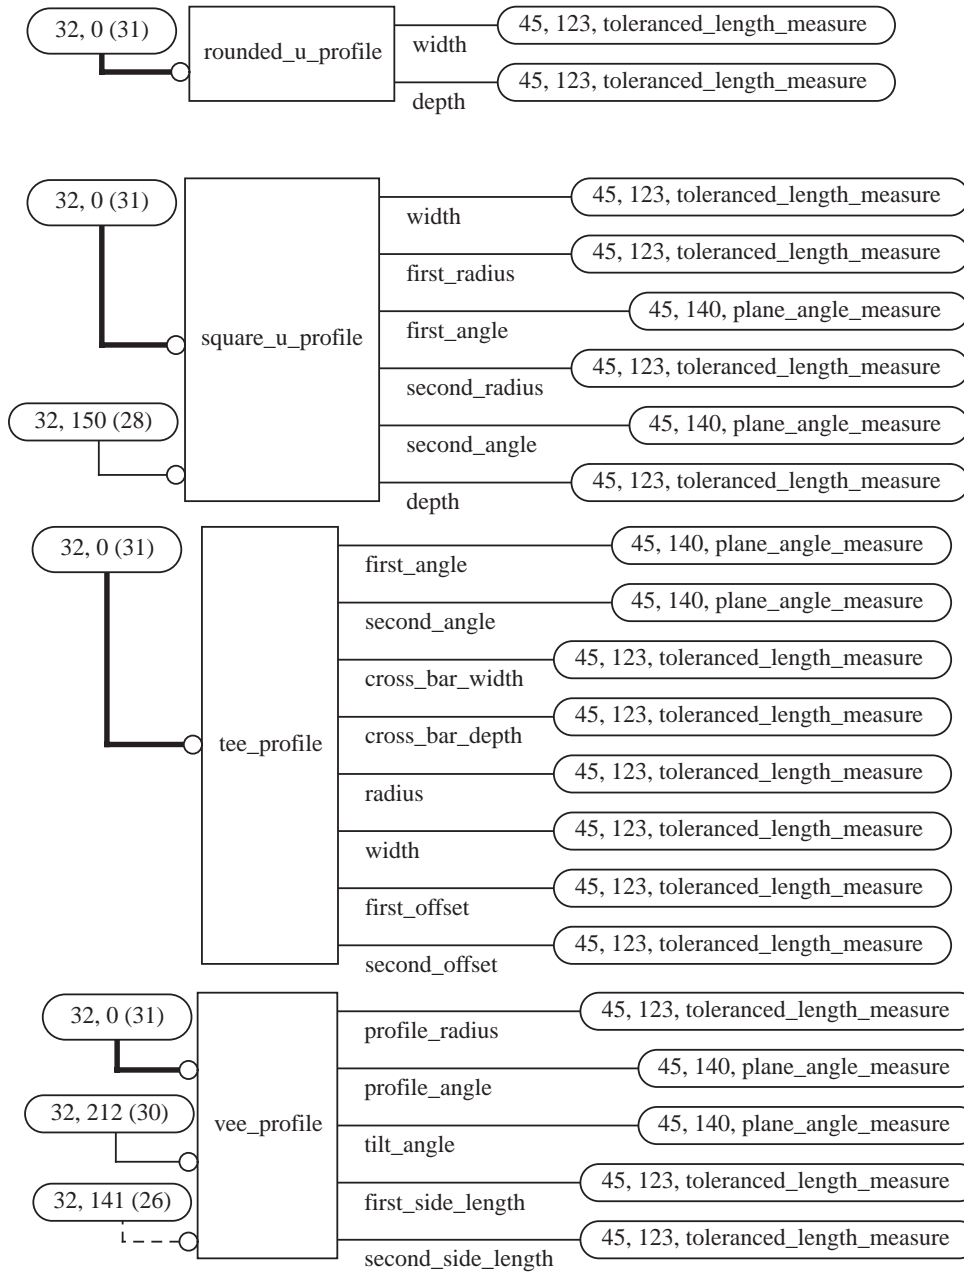 32, 0 (31)
rounded_u_profile
45, 123, toleranced_length_measure
width
45, 123, toleranced_length_measure
depth
32, 0 (31)
32, 150 (28)
square_u_profile
45, 123, toleranced_length_measure
width
45, 123, toleranced_length_measure
first_radius
45, 140, plane_angle_measure
first_angle
45, 123, toleranced_length_measure
second_radius
45, 140, plane_angle_measure
second_angle
45, 123, toleranced_length_measure
depth
32, 0 (31)
tee_profile
45, 140, plane_angle_measure
first_angle
45, 140, plane_angle_measure
second_angle
45, 123, toleranced_length_measure
cross_bar_width
45, 123, toleranced_length_measure
cross_bar_depth
45, 123, toleranced_length_measure
radius
45, 123, toleranced_length_measure
width
45, 123, toleranced_length_measure
first_offset
45, 123, toleranced_length_measure
second_offset
32, 0 (31)
32, 212 (30)
32, 141 (26)
vee_profile
45, 123, toleranced_length_measure
profile_radius
45, 140, plane_angle_measure
profile_angle
45, 140, plane_angle_measure
tilt_angle
45, 123, toleranced_length_measure
first_side_length
45, 123, toleranced_length_measure
second_side_length